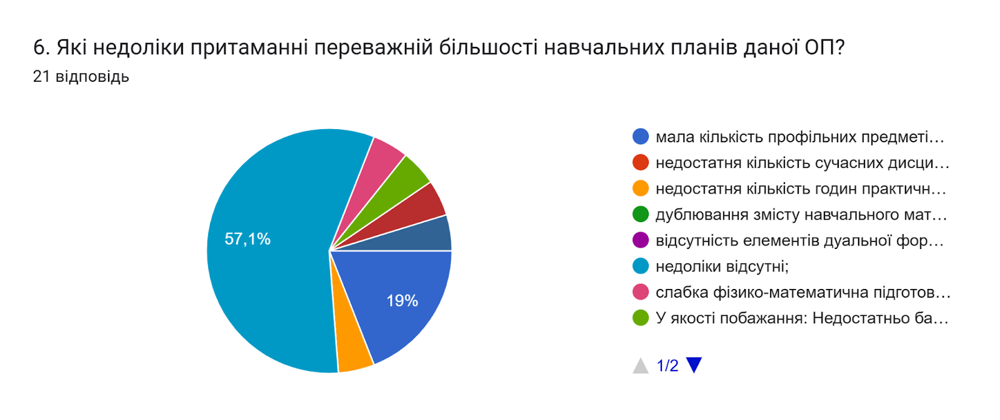 6. Які недоліки притаманні переважній більшості навчальних планів даної ОП?
21 відповідь
57,1%
19%
мала кількість профільних предметі…
недостатня кількість сучасних дисци…
недостатня кількість годин практичн…
дублювання змісту навчального мат…
відсутність елементів дуальної фор…
недоліки відсутні;
слабка фізико-математична підготов…
У якості побажання: Недостатньо ба…
1/2